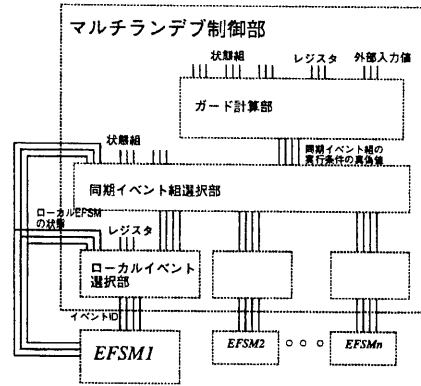 マルチランデブ制御部
状態組
レジスタ
外部入力値
ガード計算部
状態組
同期イベント組の
実行条件の真偽値
同期イベント組選択部
ローカルEFSM
の状態
レジスタ
ローカルイベント
選択部
イベントID
EFSM1
EFSM2
○ ○ ○
EFSMn